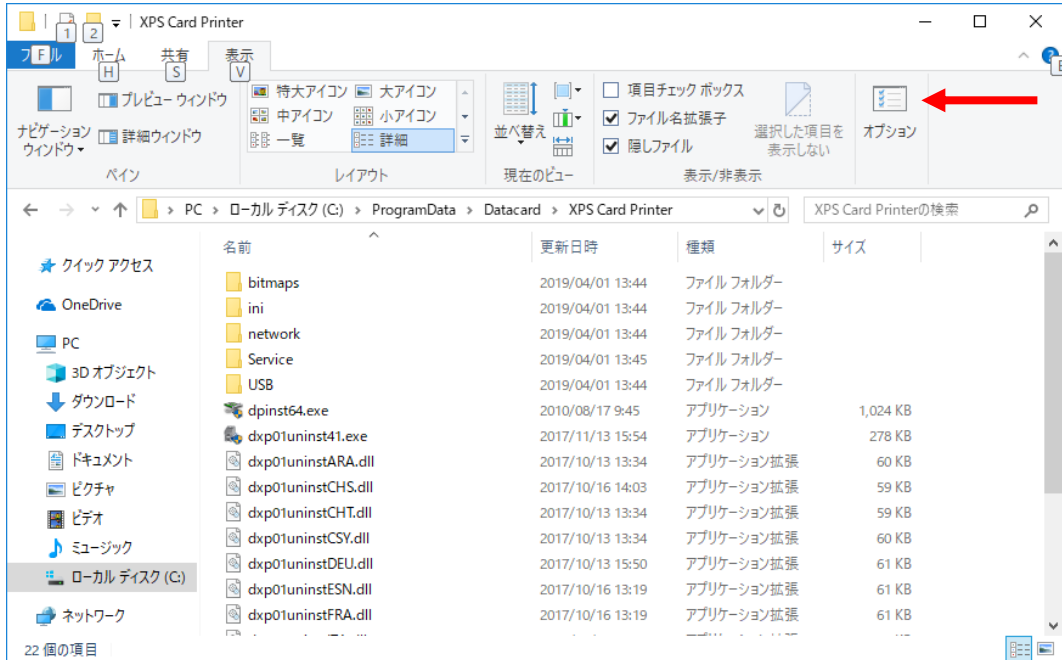 XPS Card Printer
1 2
ファイル ホーム 共有 表示
F H S V
ナビゲーション ウィンドウ
プレビュー ウィンドウ
詳細ウィンドウ
ペイン
特大アイコン 大アイコン
中アイコン 小アイコン
一覧 詳細
レイアウト
並べ替え
現在のビュー
項目チェック ボックス
ファイル名拡張子
隠しファイル
選択した項目を
表示しない
表示/非表示
オプション
PC › ローカル ディスク (C:) › ProgramData › Datacard › XPS Card Printer
XPS Card Printerの検索
クイック アクセス
OneDrive
PC
3D オブジェクト
ダウンロード
デスクトップ
ドキュメント
ピクチャ
ビデオ
ミュージック
ローカル ディスク (C:)
ネットワーク
名前 更新日時 種類 サイズ
bitmaps 2019/04/01 13:44 ファイル フォルダー
ini 2019/04/01 13:44 ファイル フォルダー
network 2019/04/01 13:44 ファイル フォルダー
Service 2019/04/01 13:45 ファイル フォルダー
USB 2019/04/01 13:44 ファイル フォルダー
dpinst64.exe 2010/08/17 9:45 アプリケーション 1,024 KB
dxp01uninst41.exe 2017/11/13 15:54 アプリケーション 278 KB
dxp01uninstARA.dll 2017/10/13 13:34 アプリケーション拡張 60 KB
dxp01uninstCHS.dll 2017/10/16 14:03 アプリケーション拡張 59 KB
dxp01uninstCHT.dll 2017/10/13 13:34 アプリケーション拡張 59 KB
dxp01uninstCSY.dll 2017/10/13 13:34 アプリケーション拡張 60 KB
dxp01uninstDEU.dll 2017/10/13 15:50 アプリケーション拡張 61 KB
dxp01uninstESN.dll 2017/10/16 13:19 アプリケーション拡張 61 KB
dxp01uninstFRA.dll 2017/10/16 13:19 アプリケーション拡張 61 KB
22 個の項目